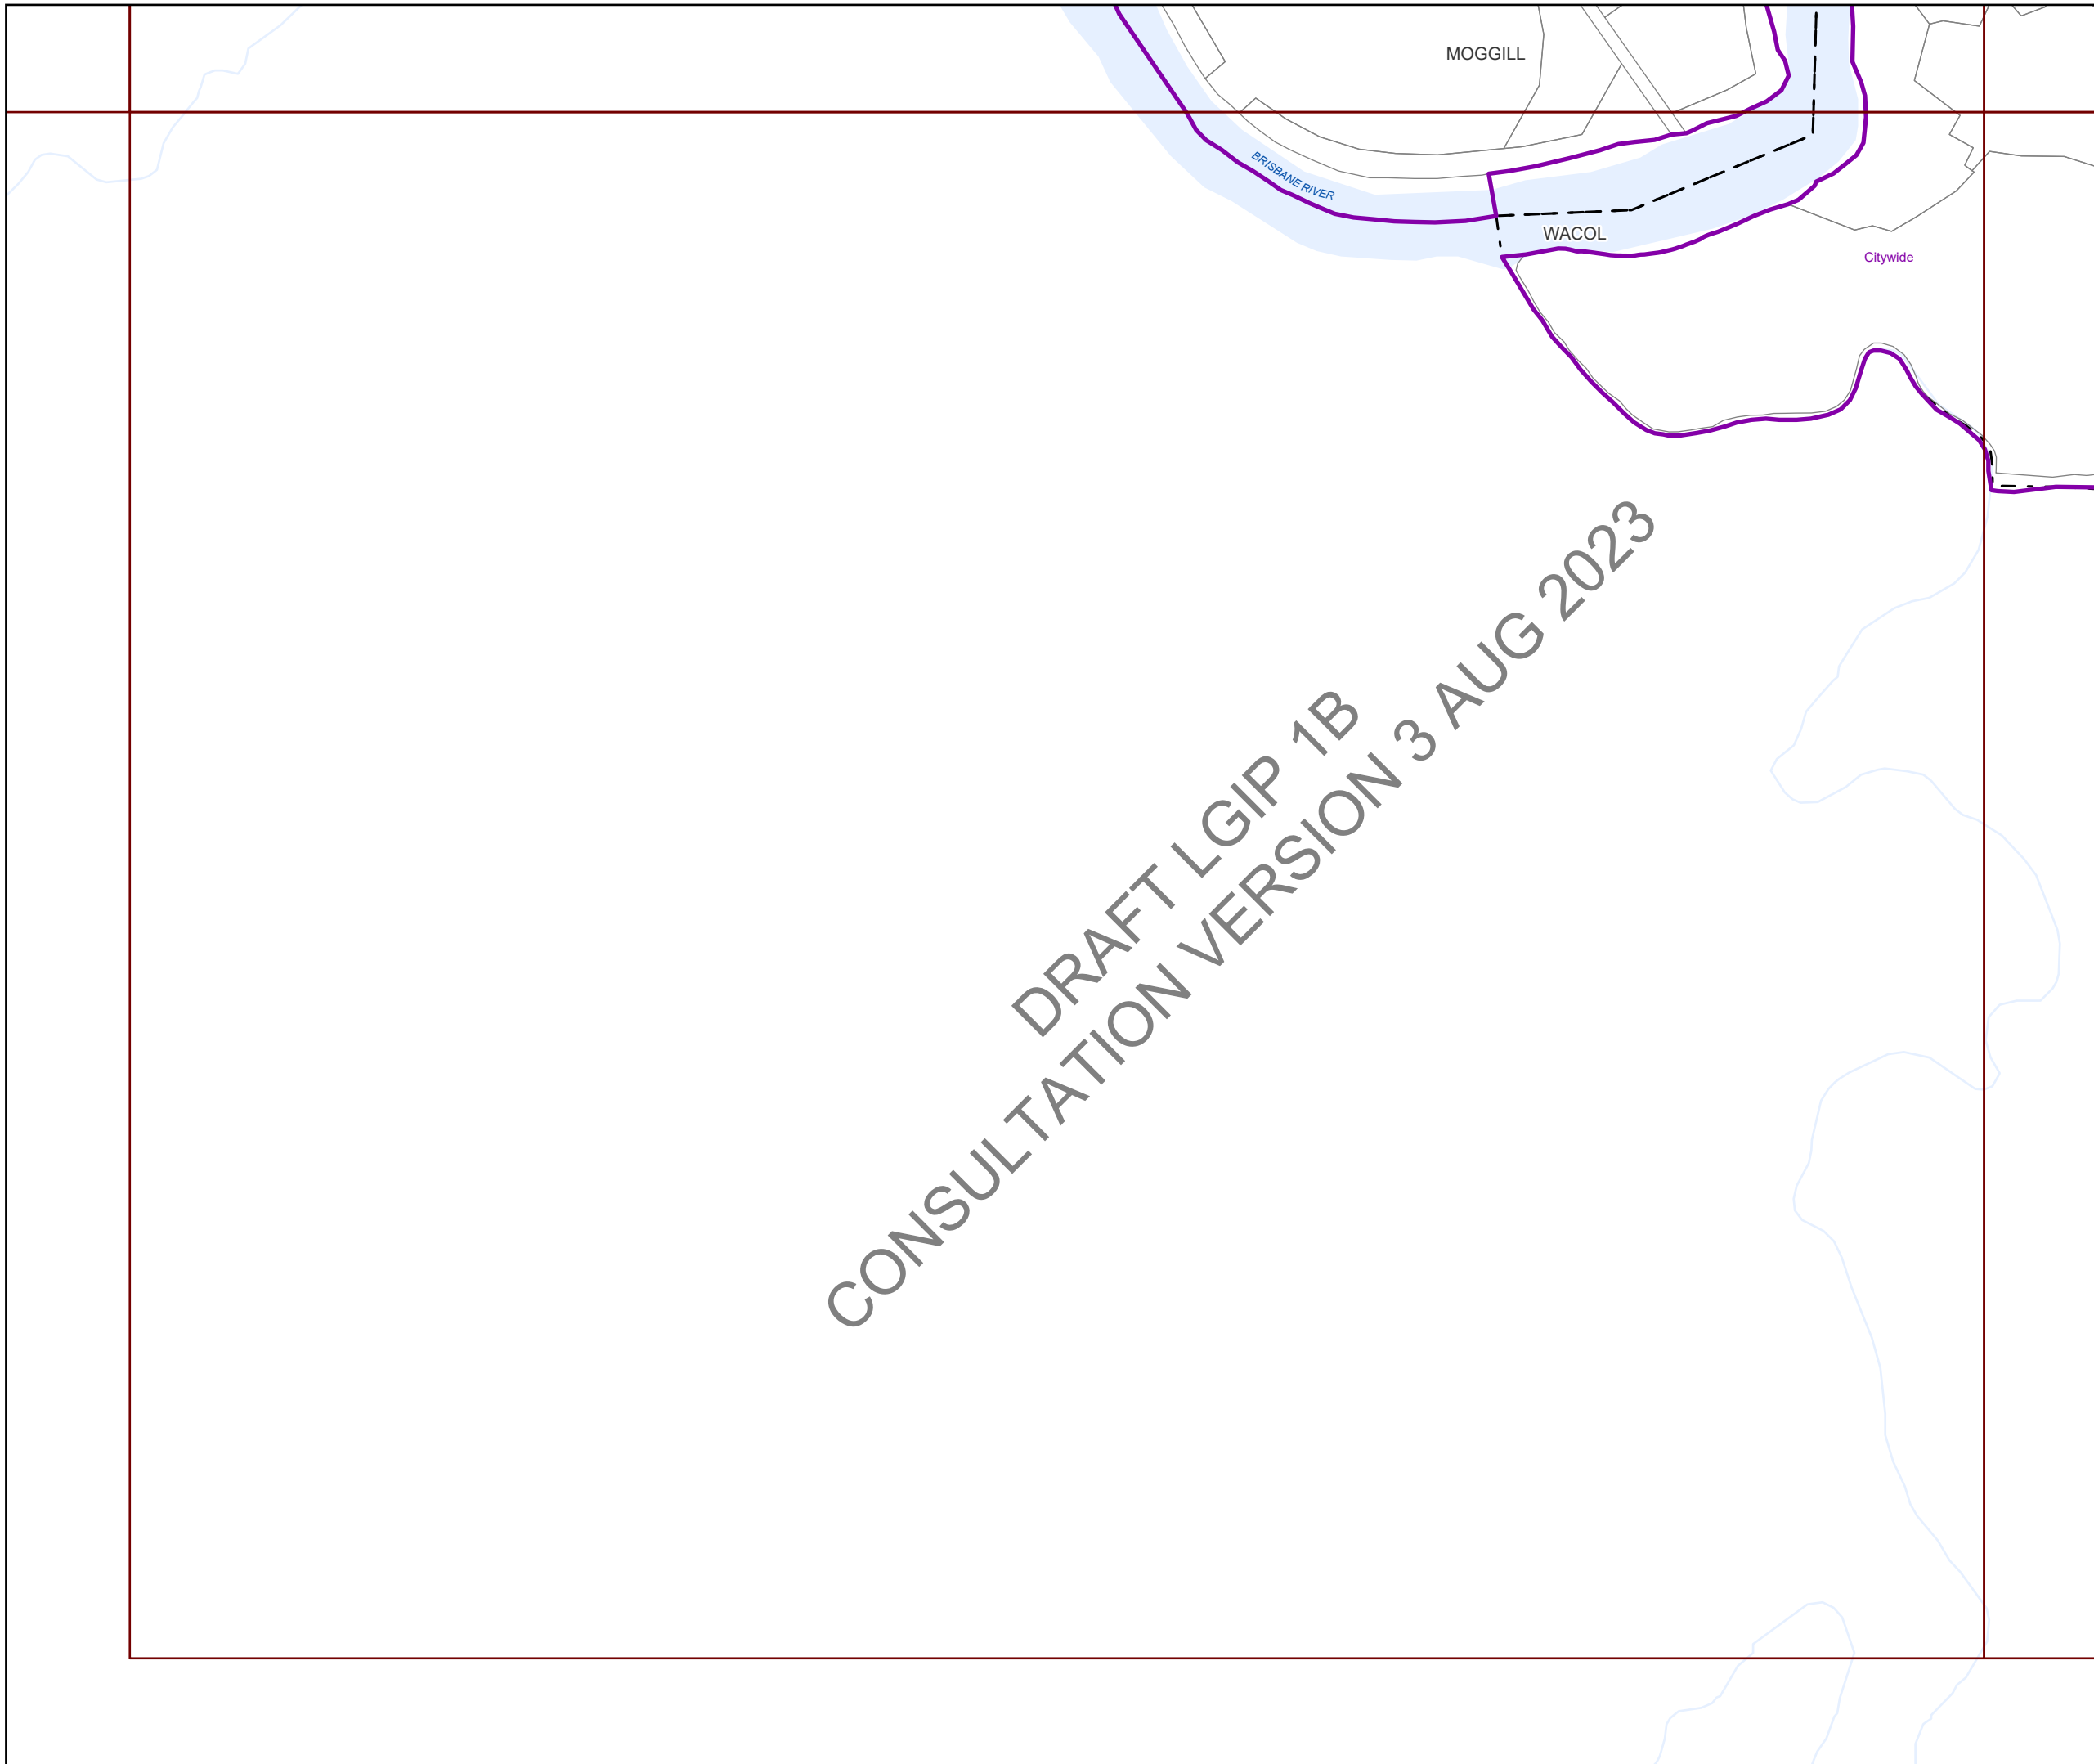 MOGGILL
BRISBANE RIVER
WACOL
Citywide
DRAFT LGIP 1B
CONSULTATION VERSION 3 AUG 2023